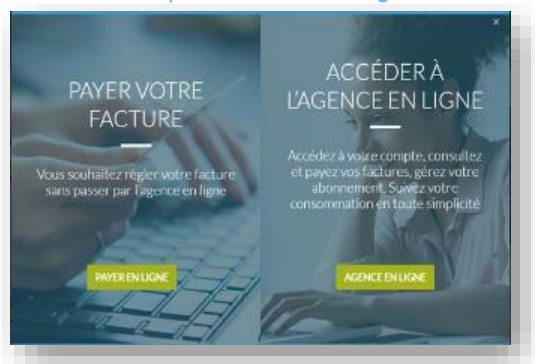 PAYER VOTRE
FACTURE
Vous souhaitez régler votre facture
sans passer par l'agence en ligne
PAYER EN LIGNE
×
ACCÉDER À
L'AGENCE EN LIGNE
Accédez à votre compte, consultez
et payez vos factures, gérez votre
abonnement. Suivez votre
consommation en toute simplicité
AGENCE EN LIGNE